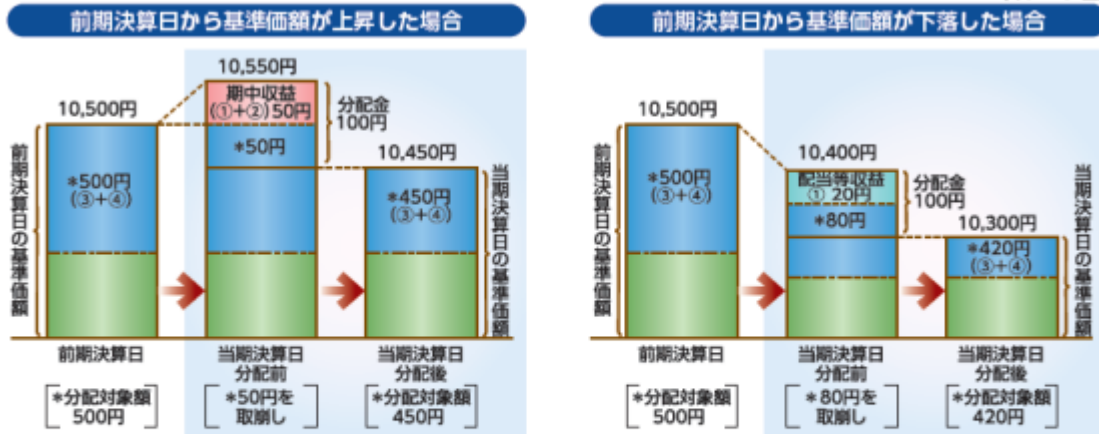 前期決算日から基準価額が上昇した場合
10,550円
期中収益
(①+②)50円
分配金
100円
10,500円
*50円
10,450円
*500円
(③+④)
*450円
(③+④)
前期決算日の基準価額
当期決算日の基準価額
前期決算日
当期決算日
分配前
当期決算日
分配後
*分配対象額
500円
*50円を
取崩し
*分配対象額
450円
前期決算日から基準価額が下落した場合
10,500円
10,400円
*500円
(③+④)
配当等収益
① 20円
分配金
100円
*80円
10,300円
*420円
(③+④)
前期決算日の基準価額
当期決算日の基準価額
前期決算日
当期決算日
分配前
当期決算日
分配後
*分配対象額
500円
*80円を
取崩し
*分配対象額
420円